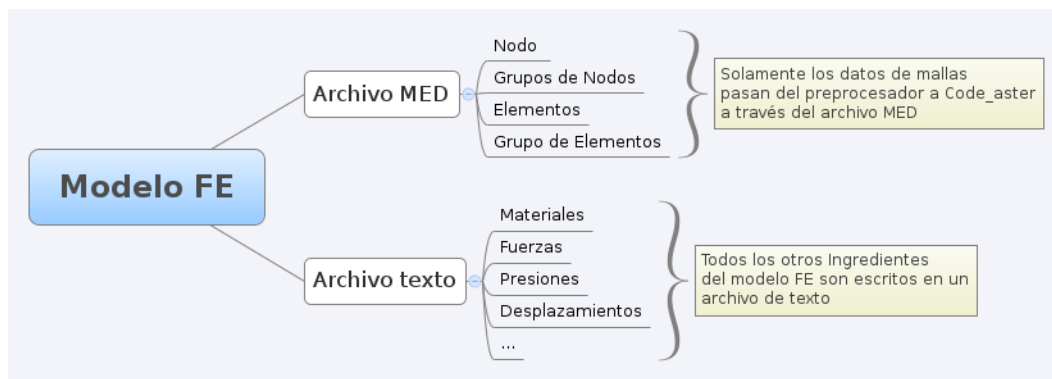 Modelo FE
Archivo MED
Nodo
Grupos de Nodos
Elementos
Grupo de Elementos
Solamente los datos de mallas
pasan del preprocesador a Code_aster
a través del archivo MED
Archivo texto
Materiales
Fuerzas
Presiones
Desplazamientos
...
Todos los otros Ingredientes
del modelo FE son escritos en un
archivo de texto